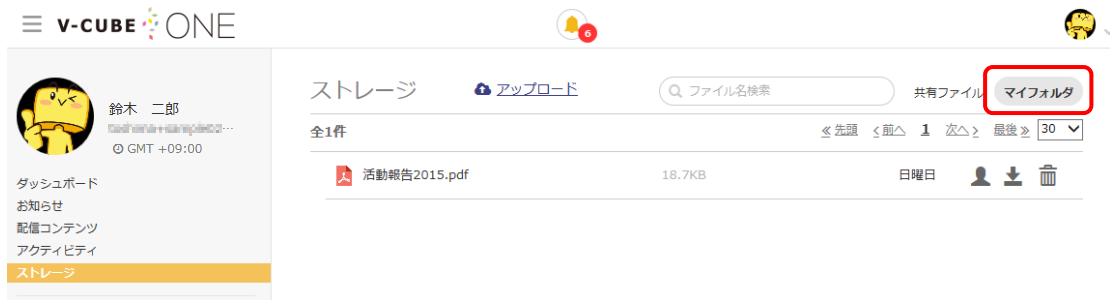 V-CUBE ONE
6
鈴木 二郎
GMT +09:00
ダッシュボード
お知らせ
配信コンテンツ
アクティビティ
ストレージ
ストレージ
アップロード
ファイル名検索
共有ファイル
マイフォルダ
全1件
≪ 先頭 < 前へ 1 次へ > 最後 ≫ 30
活動報告2015.pdf 18.7KB 日曜日